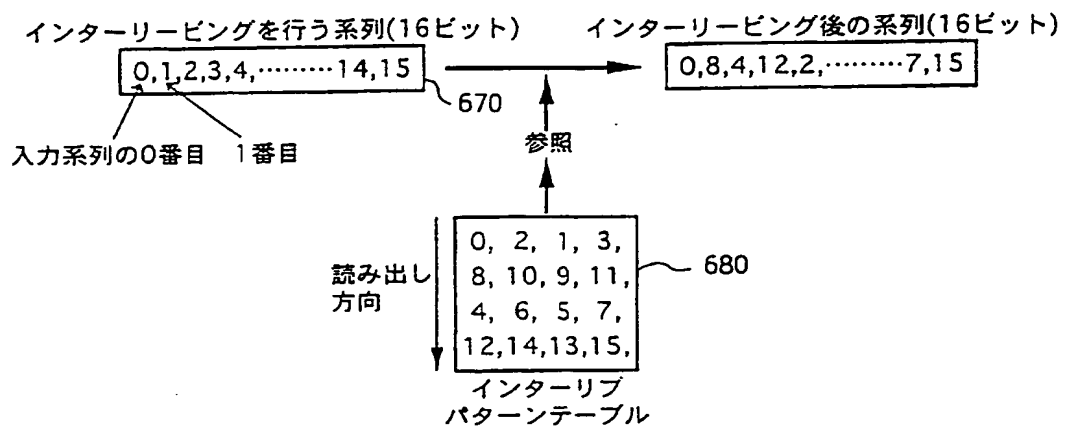 インターリービングを行う系列(16ビット)
0,1,2,3,4,………14,15
670
入力系列の0番目 1番目
インターリービング後の系列(16ビット)
0,8,4,12,2,………7,15
参照
読み出し
方向
0, 2, 1, 3,
8, 10, 9, 11,
4, 6, 5, 7,
12,14,13,15,
680
インターリブ
パターンテーブル